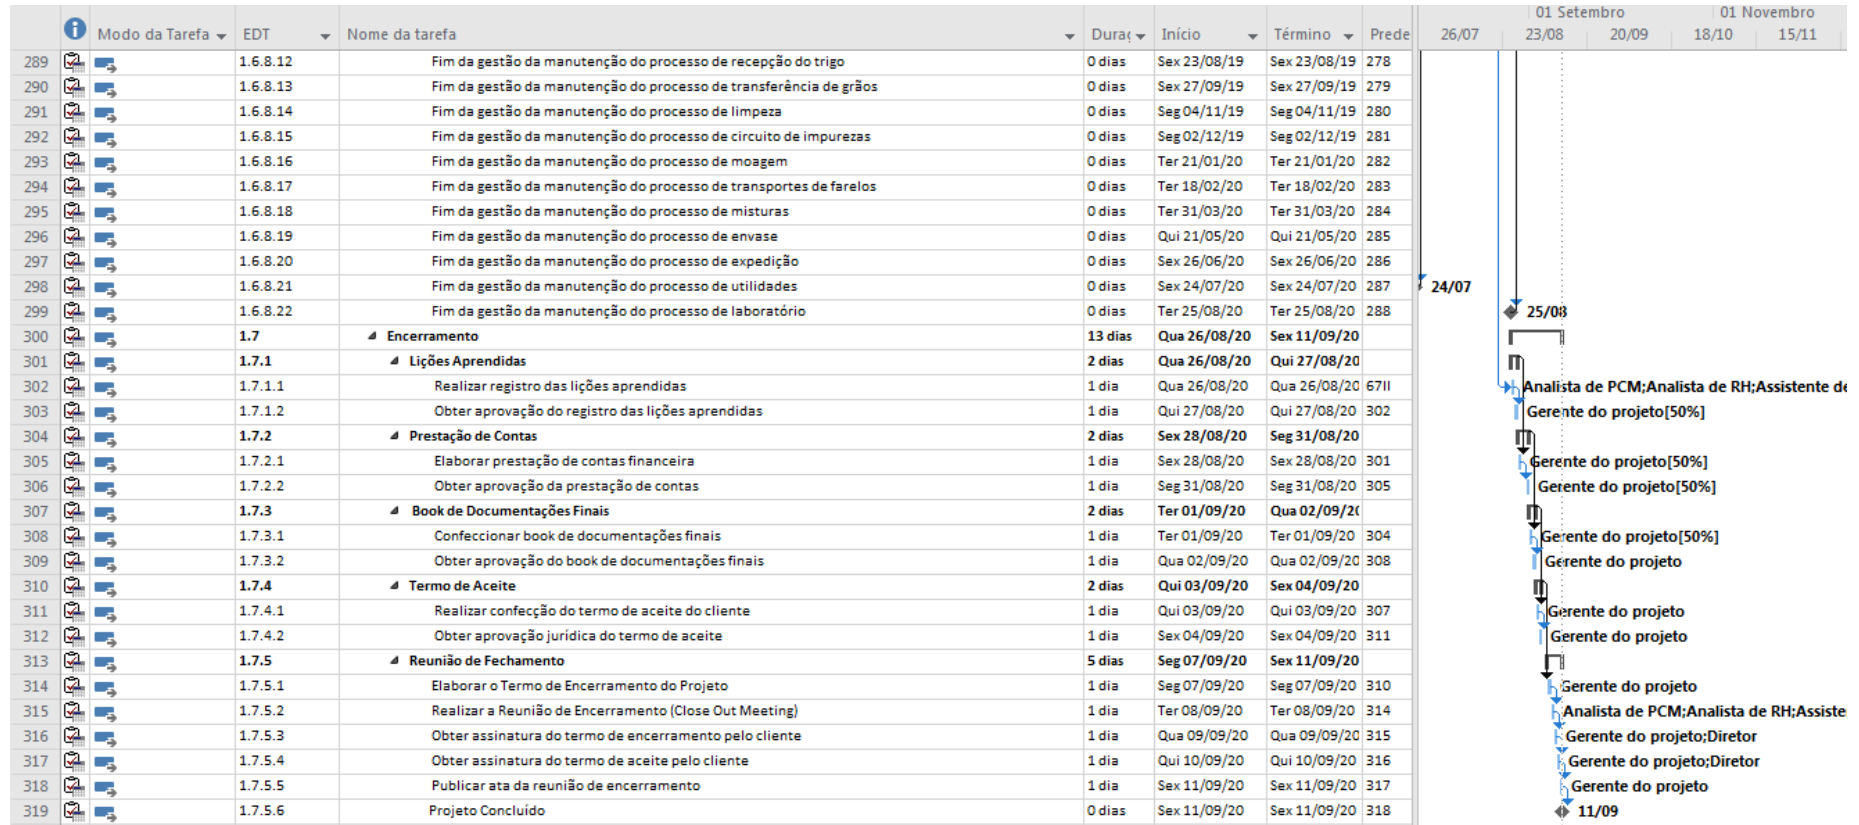 01 Setembro 01 Novembro
Modo da Tarefa EDT Nome da tarefa Duraç Início Término Prede 26/07 23/08 20/09 18/10 15/11
289 1.6.8.12 Fim da gestão da manutenção do processo de recepção do trigo 0 dias Sex 23/08/19 Sex 23/08/19 278
290 1.6.8.13 Fim da gestão da manutenção do processo de transferência de grãos 0 dias Sex 27/09/19 Sex 27/09/19 279
291 1.6.8.14 Fim da gestão da manutenção do processo de limpeza 0 dias Seg 04/11/19 Seg 04/11/19 280
292 1.6.8.15 Fim da gestão da manutenção do processo de circuito de impurezas 0 dias Seg 02/12/19 Seg 02/12/19 281
293 1.6.8.16 Fim da gestão da manutenção do processo de moagem 0 dias Ter 21/01/20 Ter 21/01/20 282
294 1.6.8.17 Fim da gestão da manutenção do processo de transportes de farelos 0 dias Ter 18/02/20 Ter 18/02/20 283
295 1.6.8.18 Fim da gestão da manutenção do processo de misturas 0 dias Ter 31/03/20 Ter 31/03/20 284
296 1.6.8.19 Fim da gestão da manutenção do processo de envase 0 dias Qui 21/05/20 Qui 21/05/20 285
297 1.6.8.20 Fim da gestão da manutenção do processo de expedição 0 dias Sex 26/06/20 Sex 26/06/20 286
298 1.6.8.21 Fim da gestão da manutenção do processo de utilidades 0 dias Sex 24/07/20 Sex 24/07/20 287 24/07
299 1.6.8.22 Fim da gestão da manutenção do processo de laboratório 0 dias Ter 25/08/20 Ter 25/08/20 288 25/08
300 1.7 Encerramento 13 dias Qua 26/08/20 Sex 11/09/20
301 1.7.1 Lições Aprendidas 2 dias Qua 26/08/20 Qui 27/08/20
302 1.7.1.1 Realizar registro das lições aprendidas 1 dia Qua 26/08/20 Qua 26/08/20 67II Analista de PCM;Analista de RH;Assistente de
303 1.7.1.2 Obter aprovação do registro das lições aprendidas 1 dia Qui 27/08/20 Qui 27/08/20 302 Gerente do projeto[50%]
304 1.7.2 Prestação de Contas 2 dias Sex 28/08/20 Seg 31/08/20
305 1.7.2.1 Elaborar prestação de contas financeira 1 dia Sex 28/08/20 Sex 28/08/20 301 Gerente do projeto[50%]
306 1.7.2.2 Obter aprovação da prestação de contas 1 dia Seg 31/08/20 Seg 31/08/20 305 Gerente do projeto[50%]
307 1.7.3 Book de Documentações Finais 2 dias Ter 01/09/20 Qua 02/09/20
308 1.7.3.1 Confeccionar book de documentações finais 1 dia Ter 01/09/20 Ter 01/09/20 304 Gerente do projeto[50%]
309 1.7.3.2 Obter aprovação do book de documentações finais 1 dia Qua 02/09/20 Qua 02/09/20 308 Gerente do projeto
310 1.7.4 Termo de Aceite 2 dias Qui 03/09/20 Sex 04/09/20
311 1.7.4.1 Realizar confecção do termo de aceite do cliente 1 dia Qui 03/09/20 Qui 03/09/20 307 Gerente do projeto
312 1.7.4.2 Obter aprovação jurídica do termo de aceite 1 dia Sex 04/09/20 Sex 04/09/20 311 Gerente do projeto
313 1.7.5 Reunião de Fechamento 5 dias Seg 07/09/20 Sex 11/09/20
314 1.7.5.1 Elaborar o Termo de Encerramento do Projeto 1 dia Seg 07/09/20 Seg 07/09/20 310 Gerente do projeto
315 1.7.5.2 Realizar a Reunião de Encerramento (Close Out Meeting) 1 dia Ter 08/09/20 Ter 08/09/20 314 Analista de PCM;Analista de RH;Assiste
316 1.7.5.3 Obter assinatura do termo de encerramento pelo cliente 1 dia Qua 09/09/20 Qua 09/09/20 315 Gerente do projeto;Diretor
317 1.7.5.4 Obter assinatura do termo de aceite pelo cliente 1 dia Qui 10/09/20 Qui 10/09/20 316 Gerente do projeto;Diretor
318 1.7.5.5 Publicar ata da reunião de encerramento 1 dia Sex 11/09/20 Sex 11/09/20 317 Gerente do projeto
319 1.7.5.6 Projeto Concluído 0 dias Sex 11/09/20 Sex 11/09/20 318 11/09